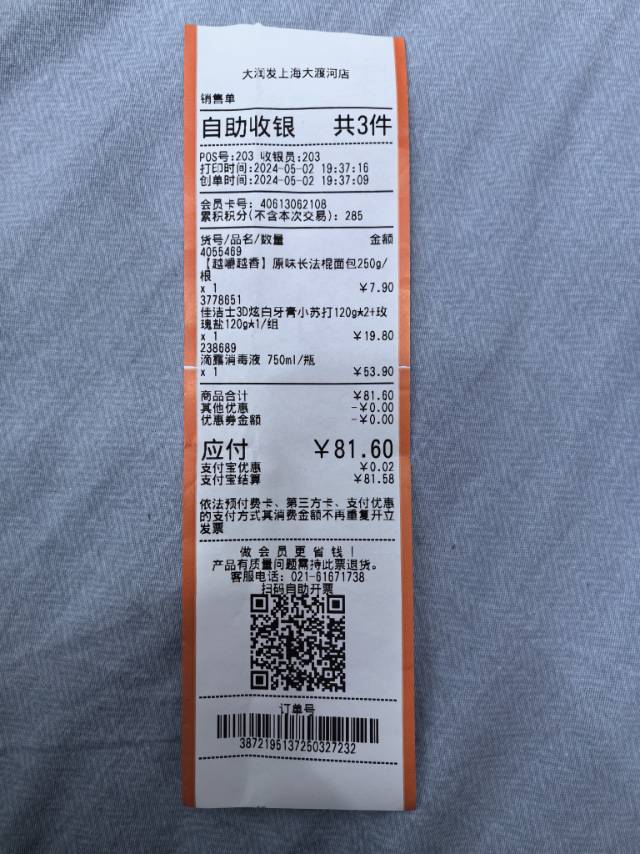 大润发上海大渡河店
销售单
自助收银 共3件
POS号:203 收银员:203
打印时间:2024-05-02 19:37:16
创单时间:2024-05-02 19:37:09
会员卡号: 40613062108
累积积分(不含本次交易): 285
货号/品名/数量 金额
4055469
【越嚼越香】原味长法棍面包250g/
根
x 1 ￥7.90
3778651
佳洁士3D炫白牙膏小苏打120g*2+玫
瑰盐120g*1/组
x 1 ￥19.80
238689
滴露消毒液 750ml/瓶
x 1 ￥53.90
商品合计 ￥81.60
其他优惠 -￥0.00
优惠券金额 -￥0.00
应付 ￥81.60
支付宝优惠 ￥0.02
支付宝结算 ￥81.58
依法预付费卡、第三方卡、支付优惠
的支付方式其消费金额不再重复开立
发票
做会员更省钱！
产品有质量问题需持此票退货。
客服电话: 021-61671738
扫码自助开票
订单号
3872195137250327232